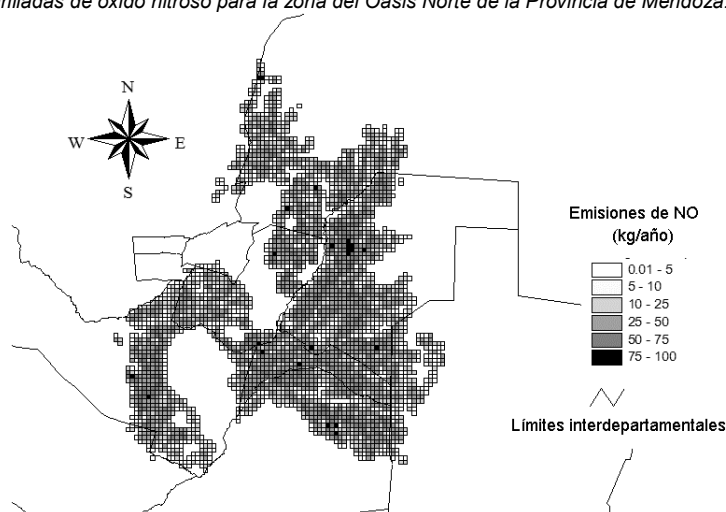 miladas de óxido nitroso para la zona del Oasis Norte de la Provincia de Mendoza.
N
W E
S
Emisiones de NO
(kg/año)
0.01 - 5
5 - 10
10 - 25
25 - 50
50 - 75
75 - 100
Límites interdepartamentales